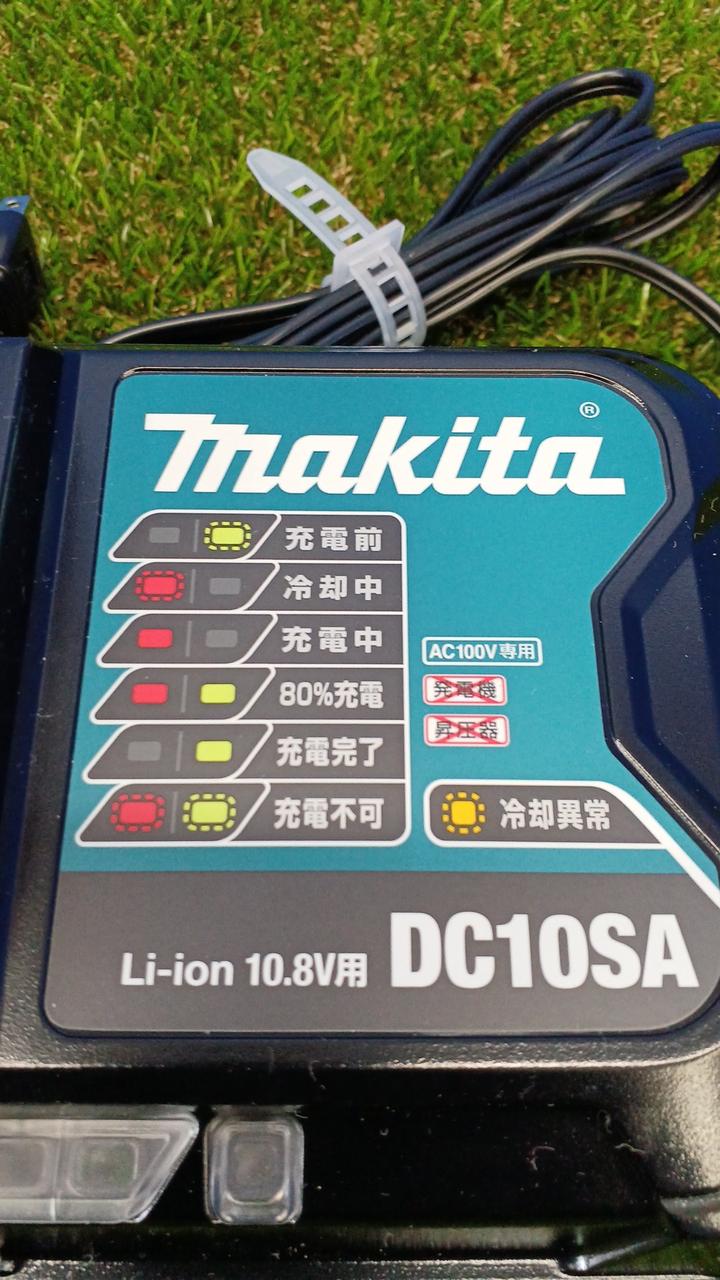 makita®
充電前
冷却中
充電中
AC100V専用
80%充電
発電機
昇圧器
充電完了
充電不可
冷却異常
Li-ion 10.8V用 DC10SA